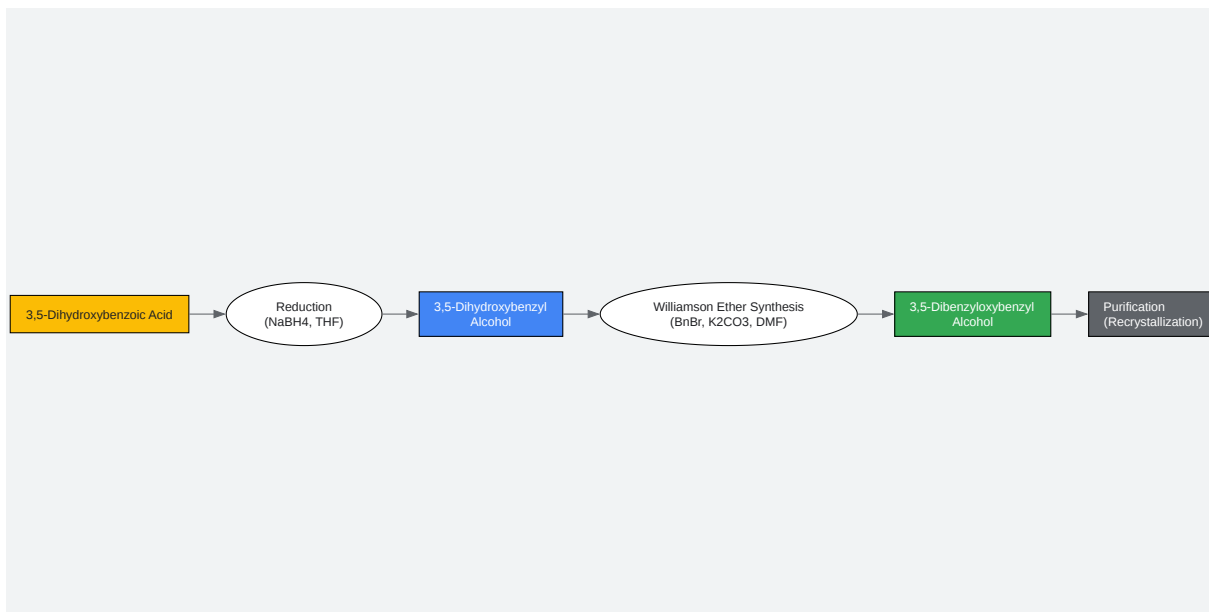 3,5-Dihydroxybenzoic Acid
Reduction
(NaBH4, THF)
3,5-Dihydroxybenzyl
Alcohol
Williamson Ether Synthesis
(BnBr, K2CO3, DMF)
3,5-Dibenzyloxybenzyl
Alcohol
Purification
(Recrystallization)